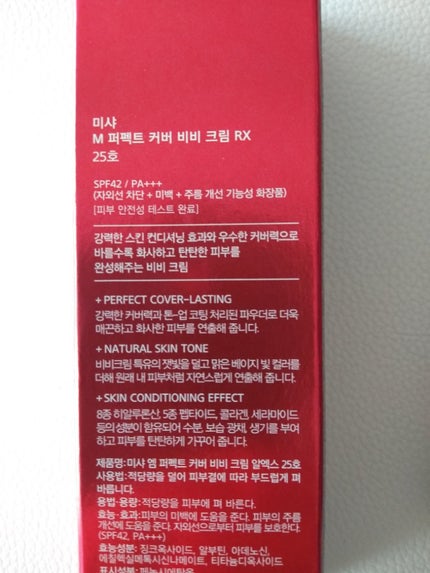 미샤
M 퍼펙트 커버 비비 크림 RX
25호
SPF42 / PA+++
(자외선 차단 + 미백 + 주름 개선 기능성 화장품)
[피부 안전성 테스트 완료]
강력한 스킨 컨디셔닝 효과와 우수한 커버력으로
바를수록 화사하고 탄탄한 피부를
완성해주는 비비 크림
+ PERFECT COVER-LASTING
강력한 커버력과 톤-업 코팅 처리된 파우더로 더욱
매끈하고 화사한 피부를 연출해 줍니다.
+ NATURAL SKIN TONE
비비크림 특유의 잿빛을 덜고 맑은 베이지 빛 컬러를
더해 원래 내 피부처럼 자연스럽게 연출해 줍니다.
+ SKIN CONDITIONING EFFECT
8종 히알루론산, 5종 펩타이드, 콜라겐, 세라마이드
등의 성분이 함유되어 수분, 보습 광채, 생기를 부여
하고 피부를 탄탄하게 가꾸어 줍니다.
제품명: 미샤 엠 퍼펙트 커버 비비 크림 알엑스 25호
사용법: 적당량을 덜어 피부결에 따라 부드럽게 펴
바릅니다.
용법·용량: 적당량을 피부에 펴 바른다.
효능·효과: 피부의 미백에 도움을 준다. 피부의 주름
개선에 도움을 준다. 자외선으로부터 피부를 보호한다.
(SPF42, PA+++)
효능성분: 징크옥사이드, 알부틴, 아데노신,
에칠헥실메톡시신나메이트, 티타늄디옥사이드
표시성분: 페녹시에탄올